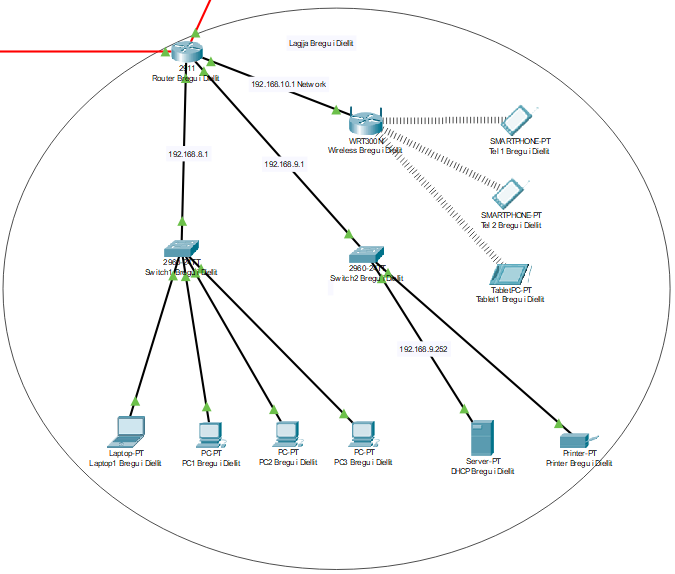 Lagjja Bregu i Diellit
2911
Router Bregu i Diellit
192.168.10.1 Network
WRT300N
Wireless Bregu i Diellit
SMARTPHONE-PT
Tel 1 Bregu i Diellit
192.168.8.1
192.168.9.1
SMARTPHONE-PT
Tel 2 Bregu i Diellit
2960-24TT
Switch1 Bregu i Diellit
2960-24TT
Switch2 Bregu i Diellit
TabletPC-PT
Tablet1 Bregu i Diellit
192.168.9.252
Laptop-PT
Laptop1 Bregu i Diellit
PC-PT
PC1 Bregu i Diellit
PC-PT
PC2 Bregu i Diellit
PC-PT
PC3 Bregu i Diellit
Server-PT
DHCP Bregu i Diellit
Printer-PT
Printer Bregu i Diellit